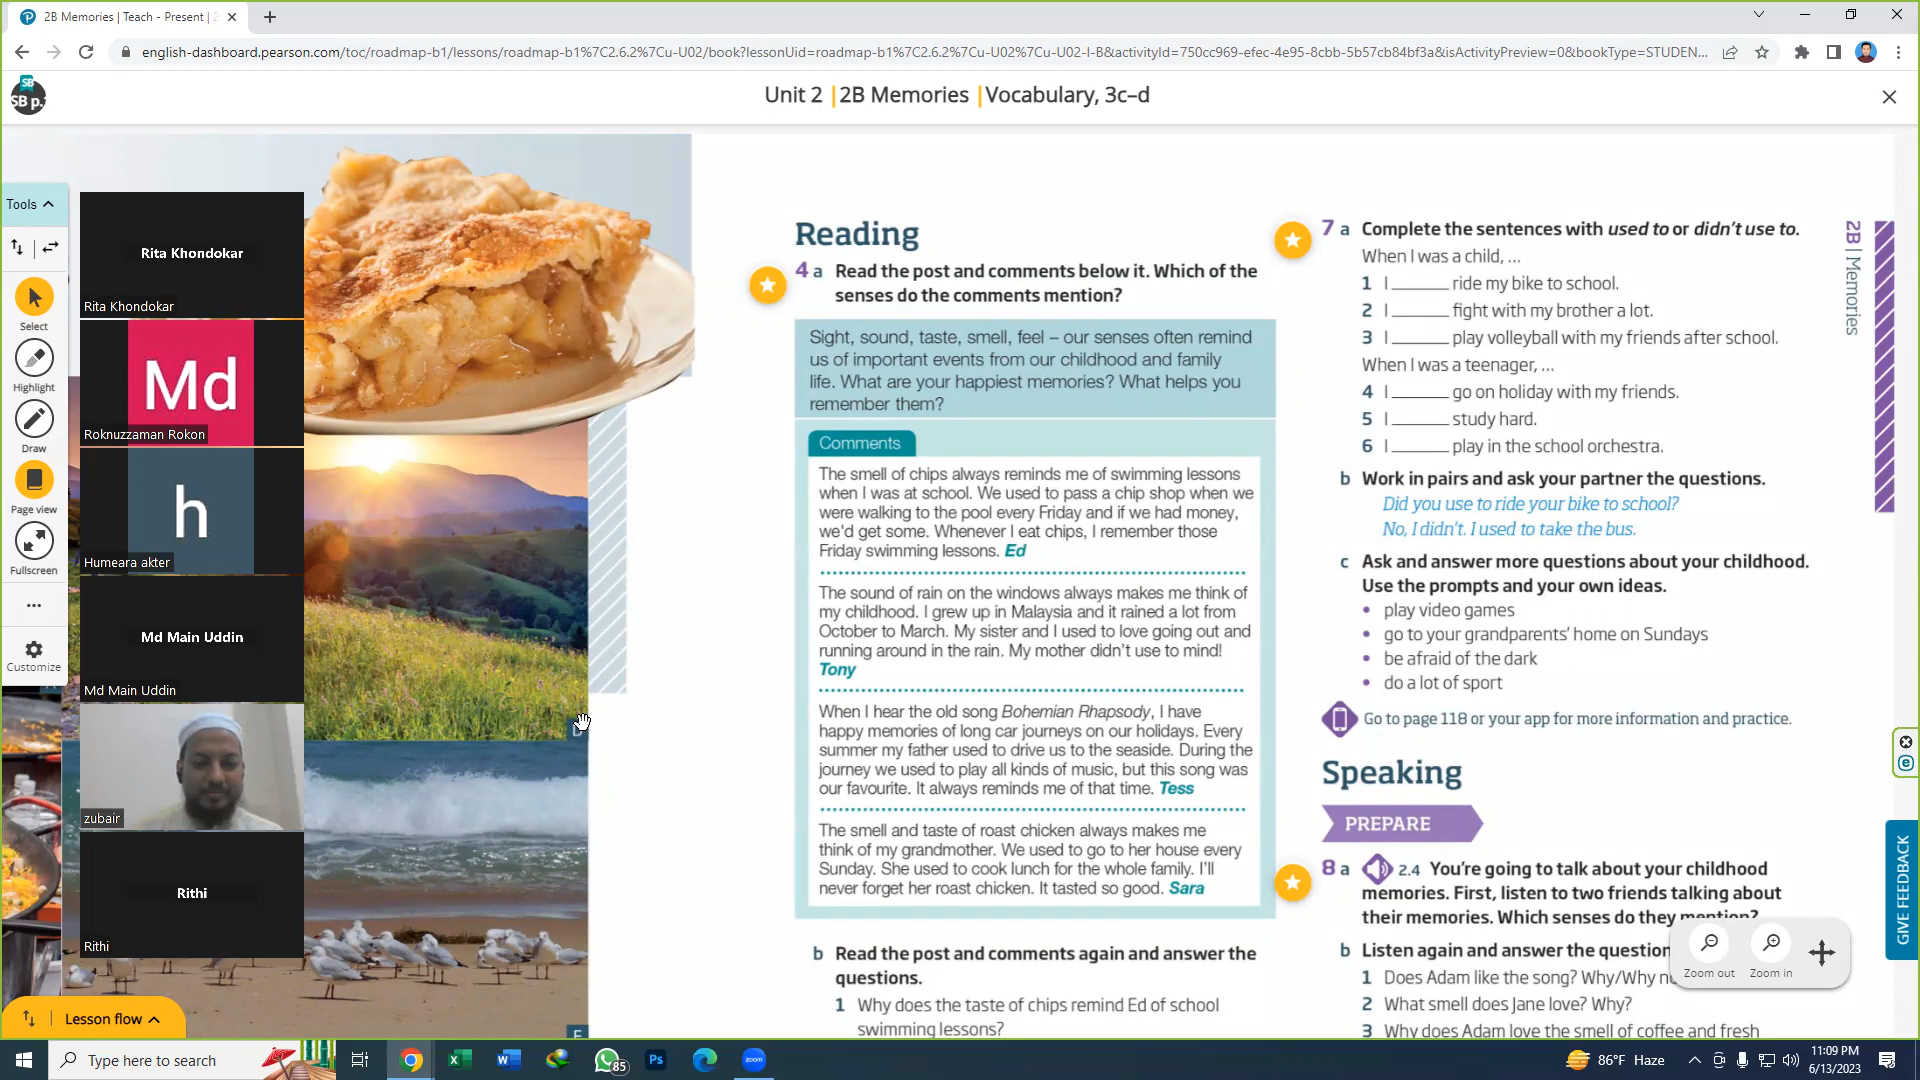 2B Memories | Teach - Present | 2
english-dashboard.pearson.com/toc/roadmap-b1/lessons/roadmap-b1%7C2.6.2%7Cu-U02/book?lessonUid=roadmap-b1%7C2.6.2%7Cu-U02%7Cu-U02-I-B&activityId=750cc969-efec-4e95-8cbb-5b57cb84bf3a&isActivityPreview=0&bookType=STUDEN...
SB
SB p.
Unit 2 | 2B Memories | Vocabulary, 3c–d
Tools
Select
Highlight
Draw
Page view
Fullscreen
Customize
Rita Khondokar
Rita Khondokar
Md
Roknuzzaman Rokon
h
Humeara akter
Md Main Uddin
Md Main Uddin
zubair
Rithi
Rithi
Lesson flow
D
Reading
4 a Read the post and comments below it. Which of the
senses do the comments mention?
Sight, sound, taste, smell, feel – our senses often remind
us of important events from our childhood and family
life. What are your happiest memories? What helps you
remember them?
Comments
The smell of chips always reminds me of swimming lessons
when I was at school. We used to pass a chip shop when we
were walking to the pool every Friday and if we had money,
we'd get some. Whenever I eat chips, I remember those
Friday swimming lessons. Ed
The sound of rain on the windows always makes me think of
my childhood. I grew up in Malaysia and it rained a lot from
October to March. My sister and I used to love going out and
running around in the rain. My mother didn't use to mind!
Tony
When I hear the old song Bohemian Rhapsody, I have
happy memories of long car journeys on our holidays. Every
summer my father used to drive us to the seaside. During the
journey we used to play all kinds of music, but this song was
our favourite. It always reminds me of that time. Tess
The smell and taste of roast chicken always makes me
think of my grandmother. We used to go to her house every
Sunday. She used to cook lunch for the whole family. I'll
never forget her roast chicken. It tasted so good. Sara
b Read the post and comments again and answer the
questions.
1 Why does the taste of chips remind Ed of school
swimming lessons?
7 a Complete the sentences with used to or didn't use to.
When I was a child, ...
1 I ______ ride my bike to school.
2 I ______ fight with my brother a lot.
3 I ______ play volleyball with my friends after school.
When I was a teenager, ...
4 I ______ go on holiday with my friends.
5 I ______ study hard.
6 I ______ play in the school orchestra.
b Work in pairs and ask your partner the questions.
Did you use to ride your bike to school?
No, I didn't. I used to take the bus.
c Ask and answer more questions about your childhood.
Use the prompts and your own ideas.
• play video games
• go to your grandparents' home on Sundays
• be afraid of the dark
• do a lot of sport
Go to page 118 or your app for more information and practice.
Speaking
PREPARE
8 a 2.4 You're going to talk about your childhood
memories. First, listen to two friends talking about
their memories. Which senses do they mention?
b Listen again and answer the question
1 Does Adam like the song? Why/Why no
2 What smell does Jane love? Why?
3 Why does Adam love the smell of coffee and fresh
2B | Memories
Zoom out
Zoom in
GIVE FEEDBACK
Type here to search
85
Ps
zoom
86°F Haze
11:09 PM
6/13/2023